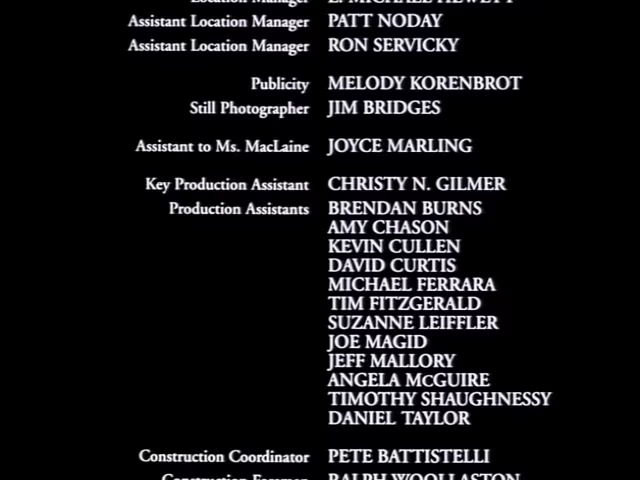 Location Manager L. MICHAEL HEWETT
Assistant Location Manager PATT NODAY
Assistant Location Manager RON SERVICKY
Publicity MELODY KORENBROT
Still Photographer JIM BRIDGES
Assistant to Ms. MacLaine JOYCE MARLING
Key Production Assistant CHRISTY N. GILMER
Production Assistants BRENDAN BURNS
AMY CHASON
KEVIN CULLEN
DAVID CURTIS
MICHAEL FERRARA
TIM FITZGERALD
SUZANNE LEIFFLER
JOE MAGID
JEFF MALLORY
ANGELA McGUIRE
TIMOTHY SHAUGHNESSY
DANIEL TAYLOR
Construction Coordinator PETE BATTISTELLI
Construction Foreman RALPH WOOLLASTON